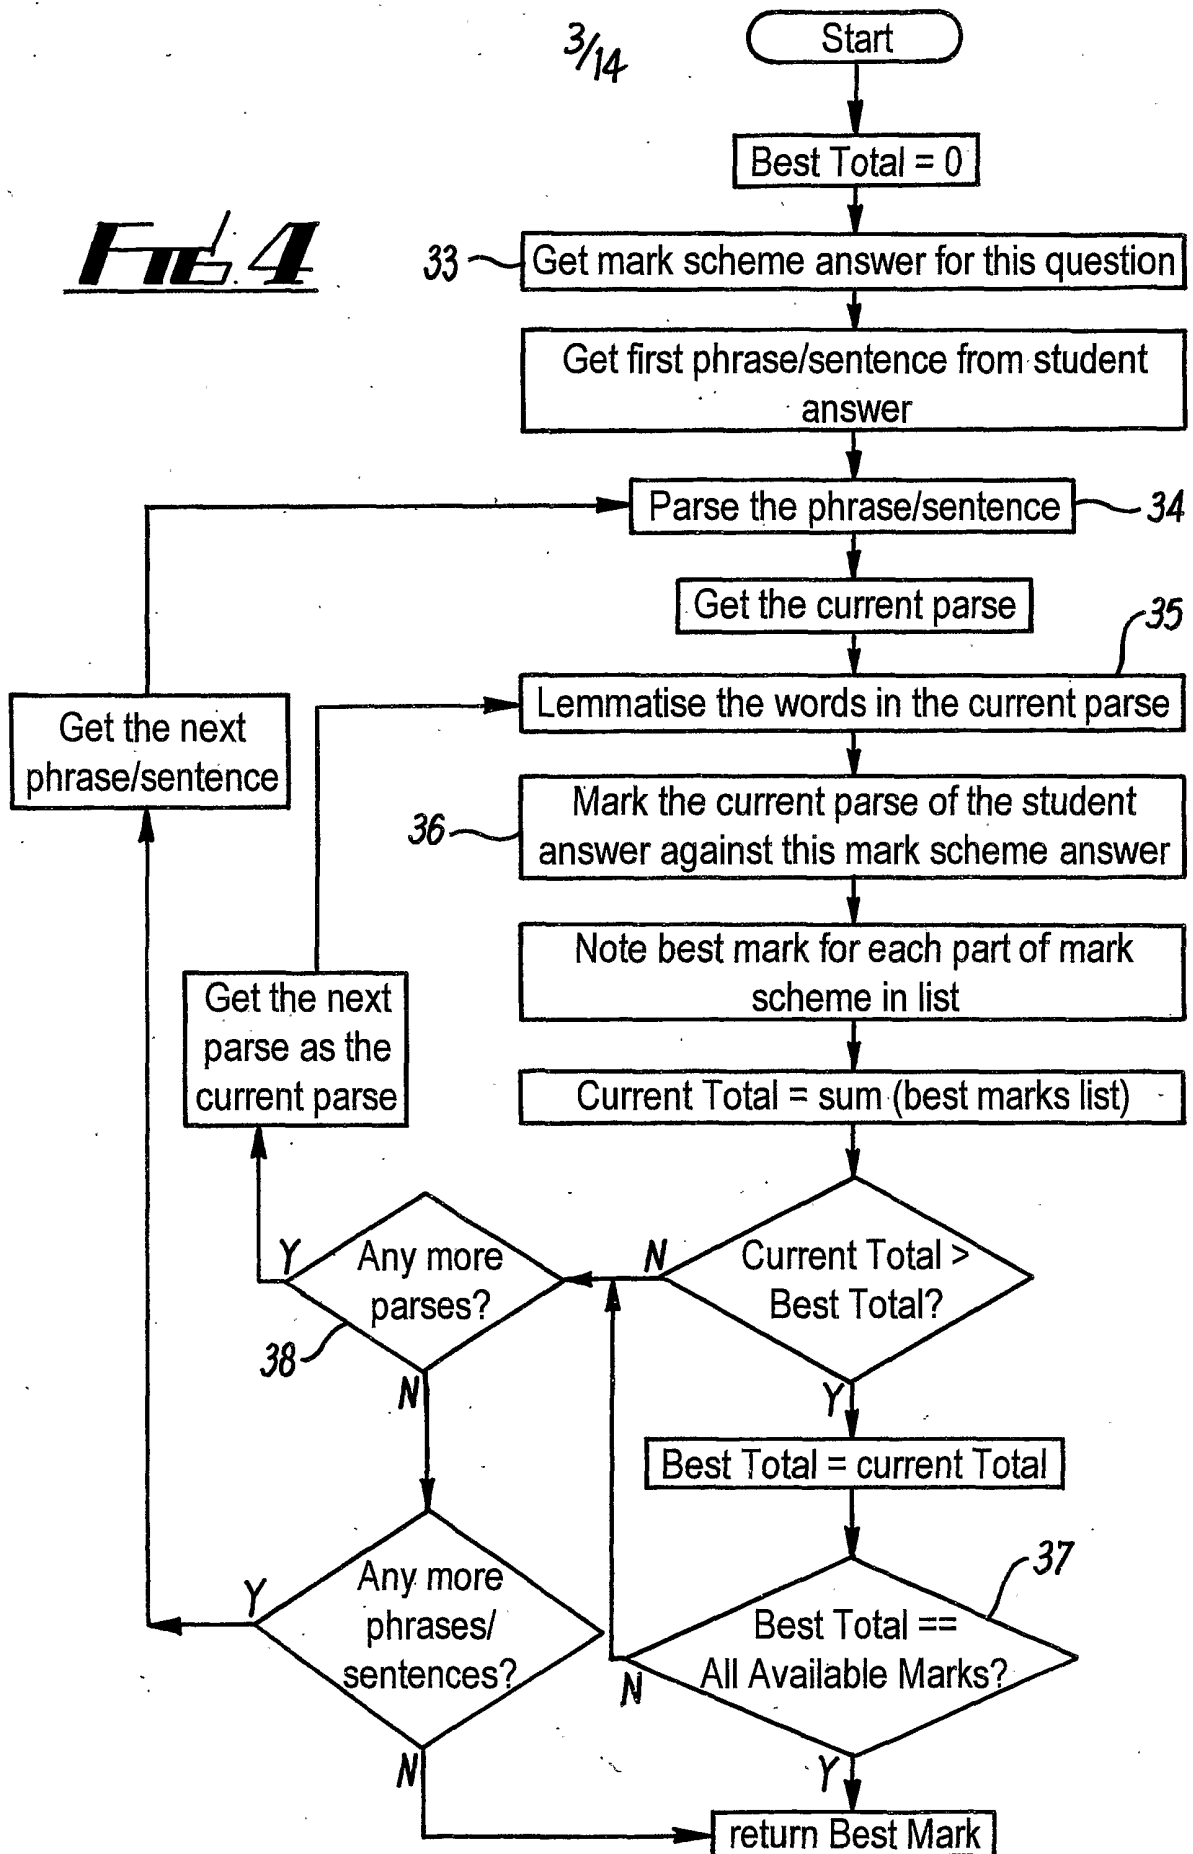 3/14
Start
Best Total = 0
FIG. 4
33
Get mark scheme answer for this question
Get first phrase/sentence from student
answer
Parse the phrase/sentence
34
Get the current parse
35
Lemmatise the words in the current parse
Get the next
phrase/sentence
Mark the current parse of the student
answer against this mark scheme answer
36
Note best mark for each part of mark
scheme in list
Get the next
parse as the
current parse
Current Total = sum (best marks list)
Current Total >
Best Total?
N
Y
Any more
parses?
Y
38
N
Best Total = current Total
37
Best Total ==
All Available Marks?
N
Y
Any more
phrases/
sentences?
Y
N
return Best Mark